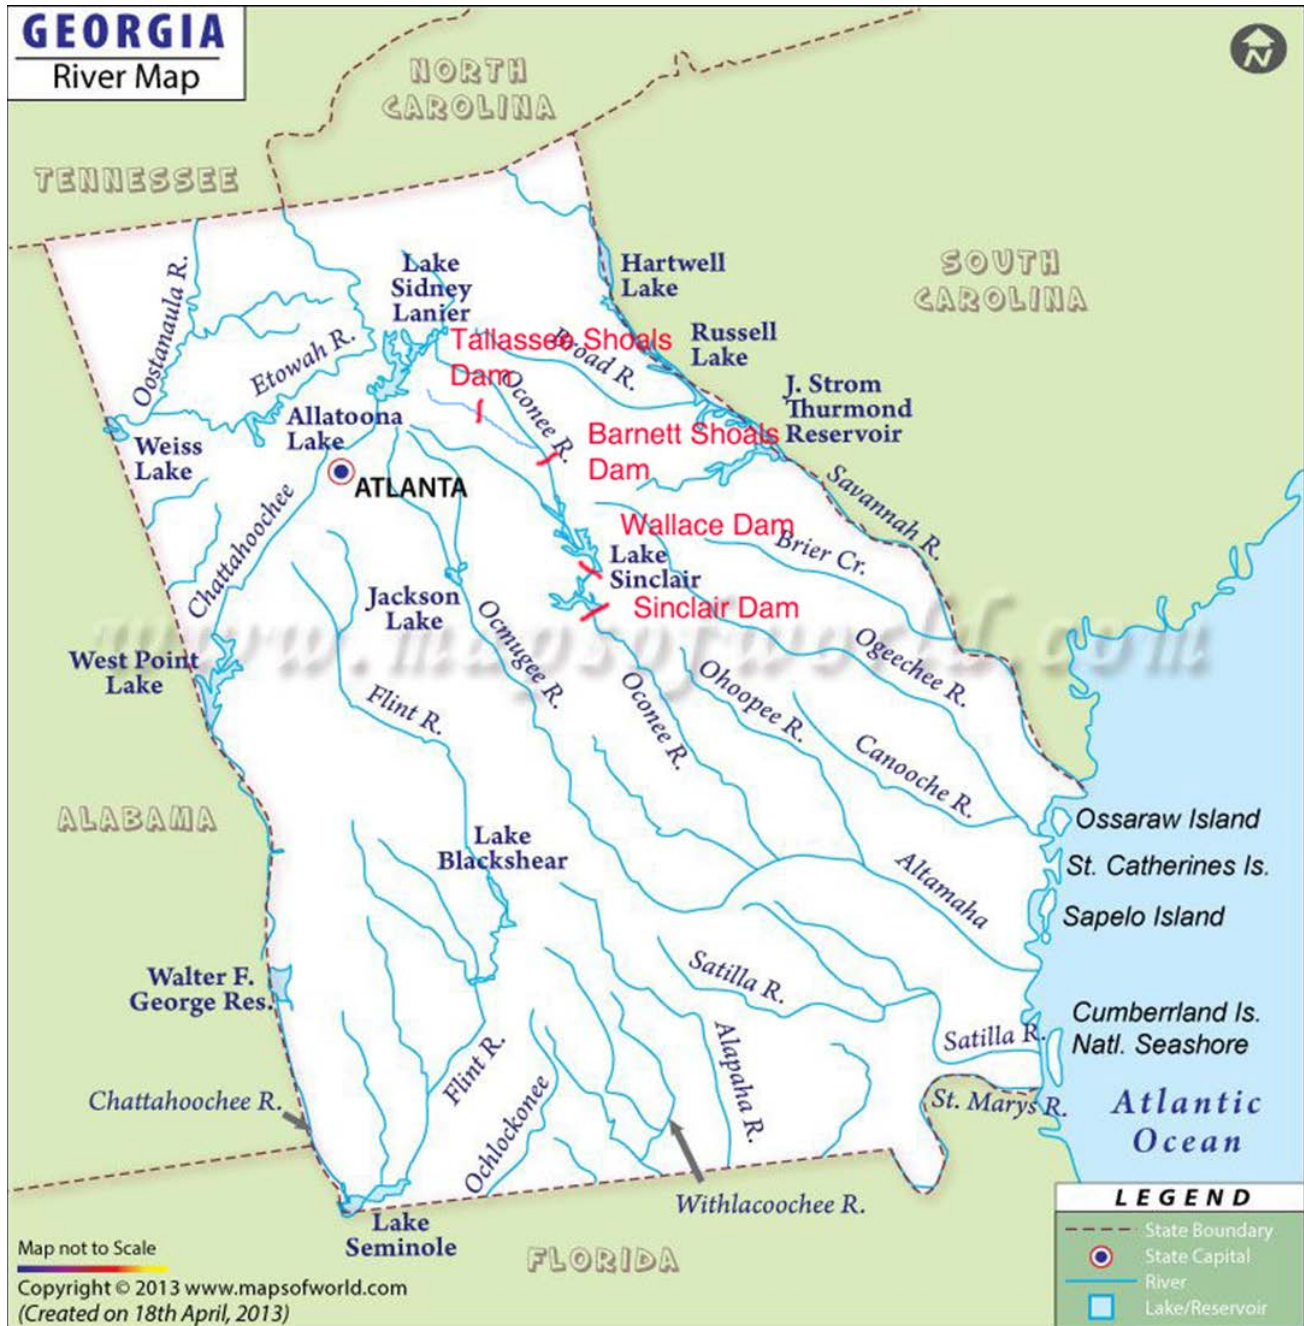 GEORGIA
River Map
N
NORTH
CAROLINA
TENNESSEE
SOUTH
CAROLINA
Oostanaula R.
Etowah R.
Lake
Sidney
Lanier
Hartwell
Lake
Tallassee Shoals
Dam
Broad R.
Russell
Lake
Oconee R.
J. Strom
Thurmond
Reservoir
Allatoona
Lake
Weiss
Lake
Barnett Shoals
Dam
ATLANTA
Savannah R.
Chattahoochee
Wallace Dam
Brier Cr.
Lake
Sinclair
Sinclair Dam
Jackson
Lake
Ocmugee R.
www.mapsofworld.com
West Point
Lake
Flint R.
Oconee R.
Ohoopee R.
Ogeechee R.
Canooche R.
ALABAMA
Lake
Blackshear
Altamaha
Ossaraw Island
St. Catherines Is.
Sapelo Island
Walter F.
George Res.
Satilla R.
Satilla R.
Cumberrland Is.
Natl. Seashore
Chattahoochee R.
Flint R.
Ochlockonee
Alapaha R.
St. Marys R.
Atlantic
Ocean
Withlacoochee R.
Lake
Seminole
FLORIDA
Map not to Scale
Copyright © 2013 www.mapsofworld.com
(Created on 18th April, 2013)
LEGEND
State Boundary
State Capital
River
Lake/Reservoir